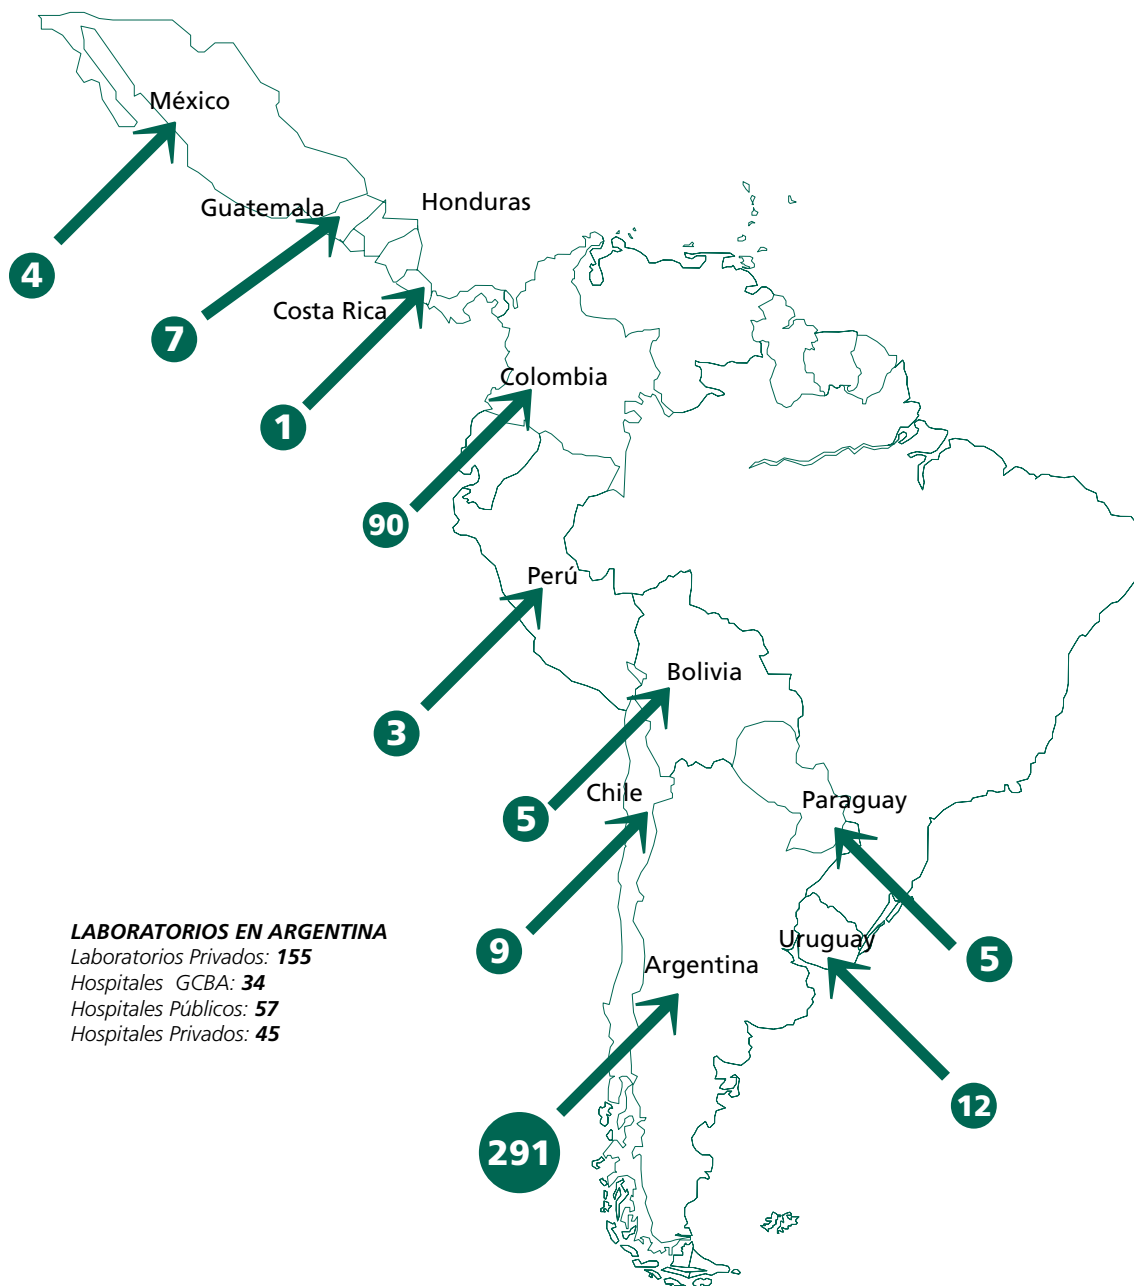 México
Guatemala
Honduras
4
7
Costa Rica
1
Colombia
90
Perú
3
Bolivia
5
Chile
Paraguay
9
5
Uruguay
Argentina
12
291
LABORATORIOS EN ARGENTINA
Laboratorios Privados: 155
Hospitales GCBA: 34
Hospitales Públicos: 57
Hospitales Privados: 45